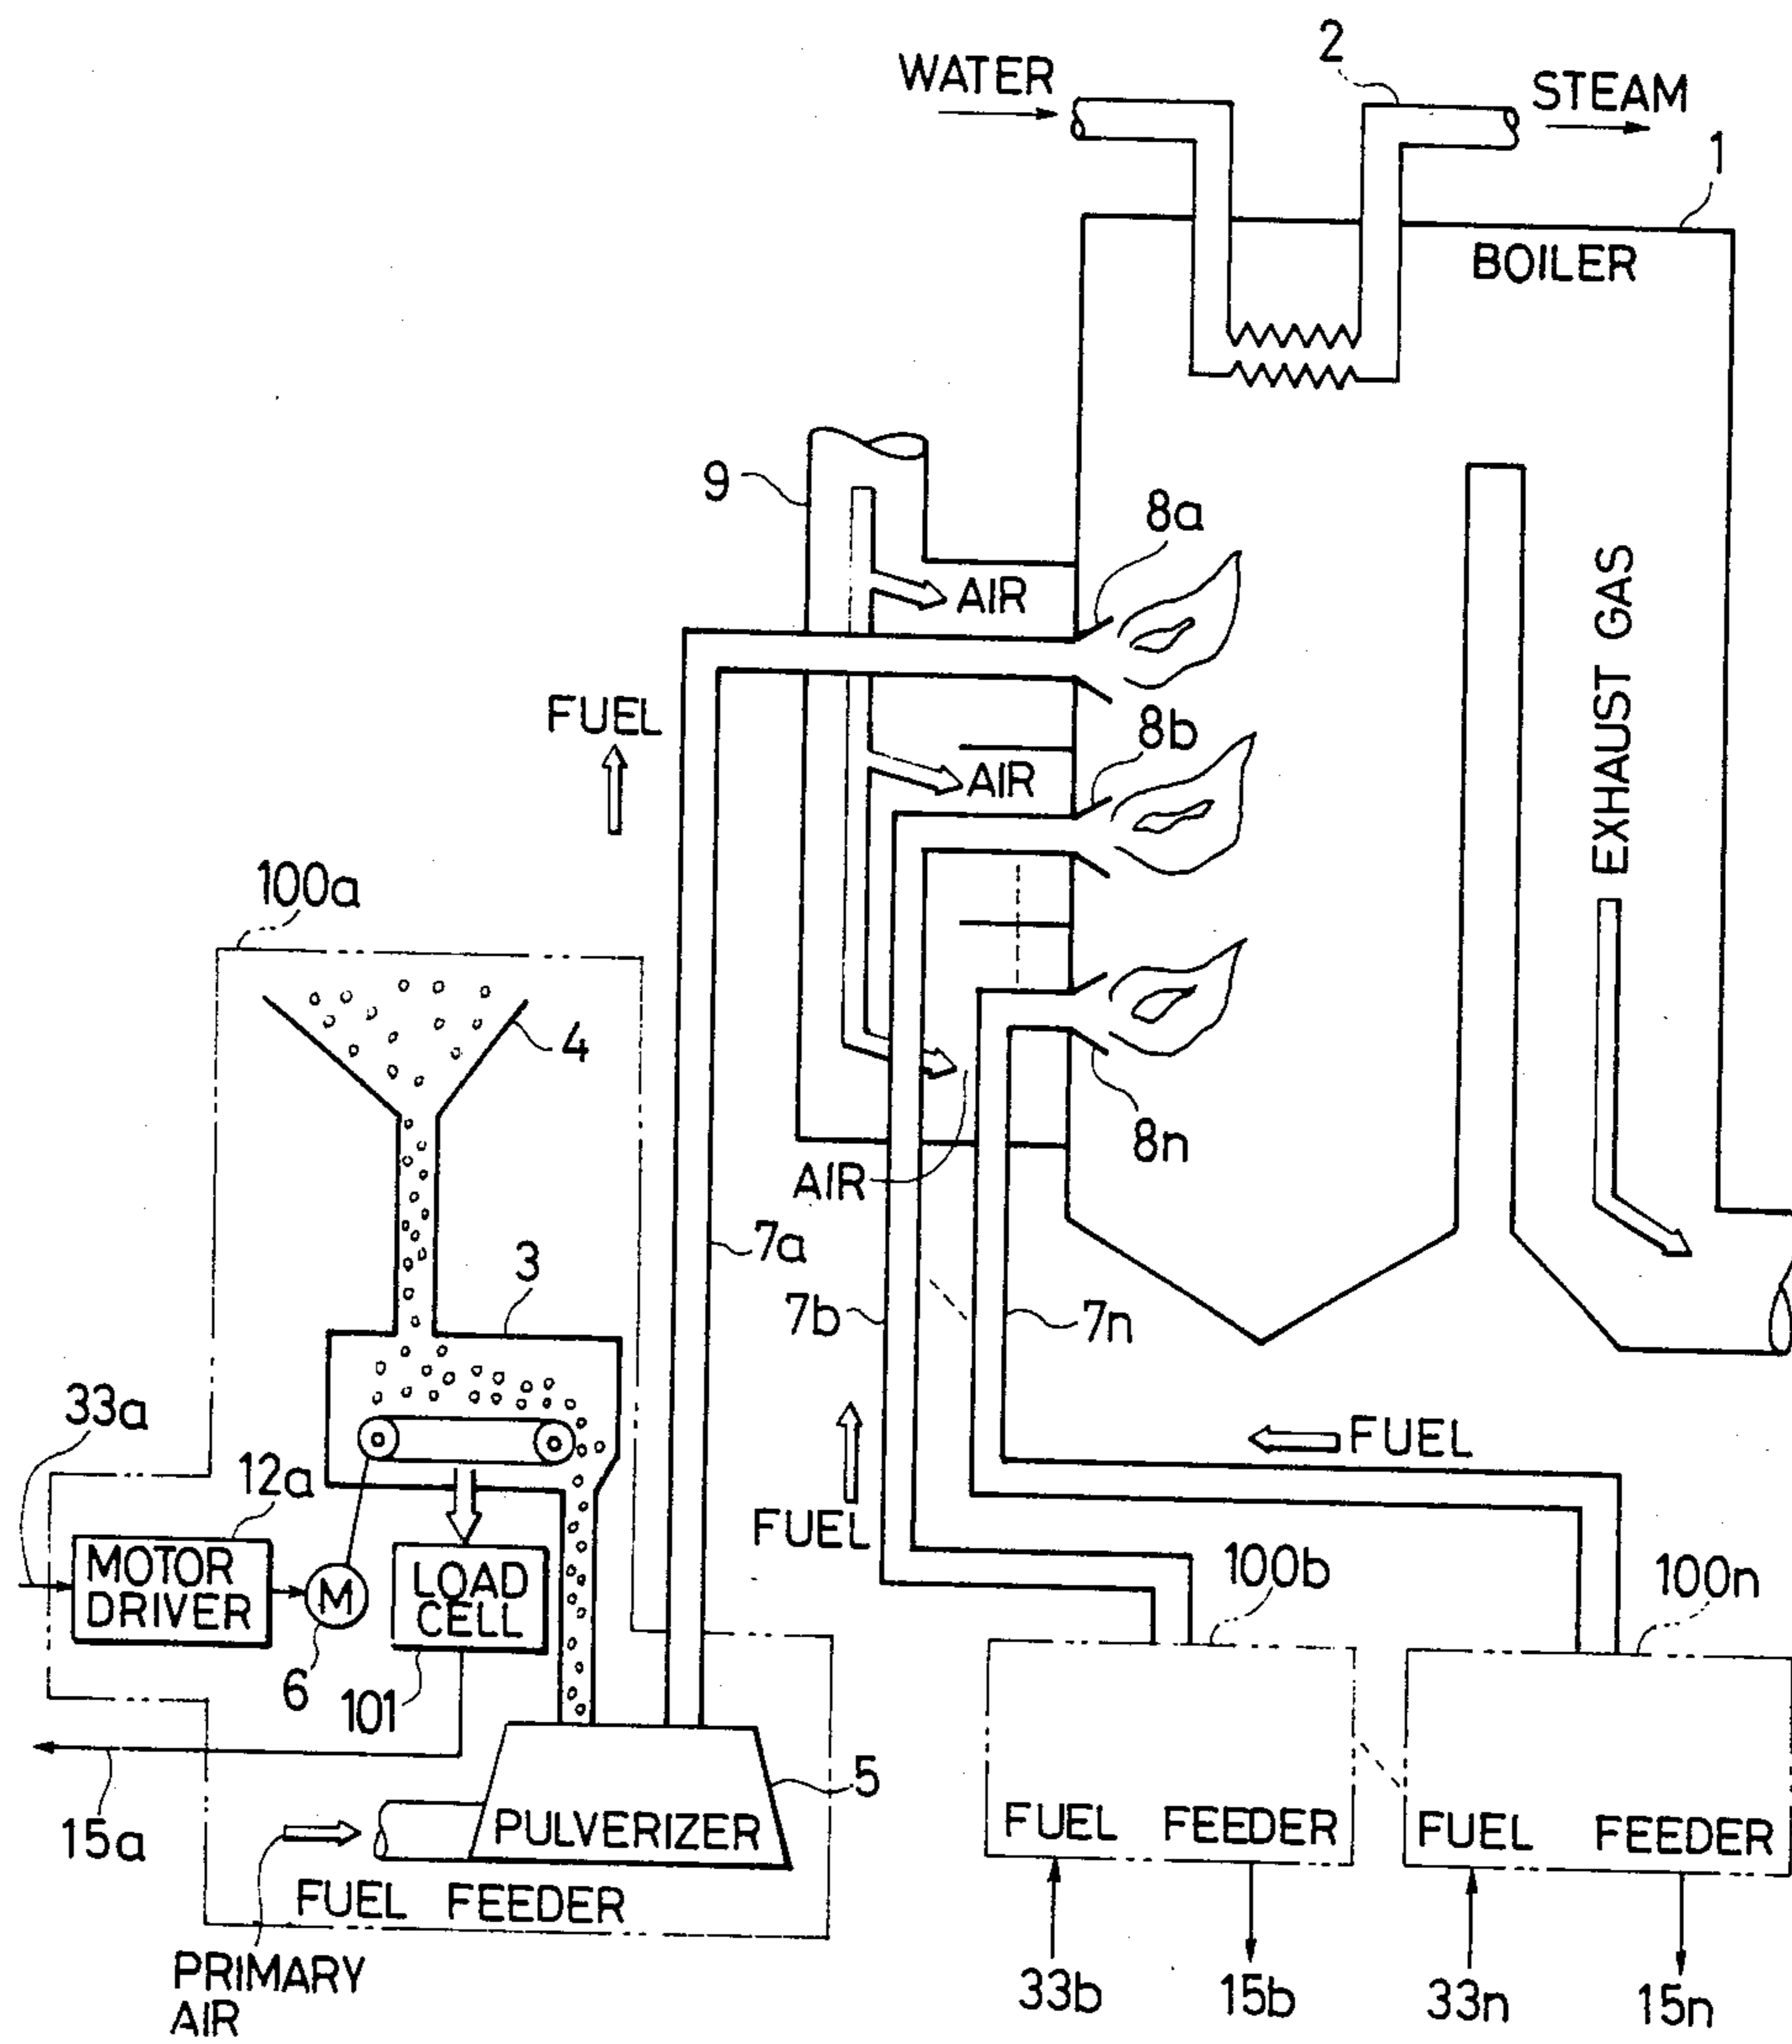 2
WATER
STEAM
1
BOILER
9
8a
AIR
EXHAUST GAS
FUEL
8b
AIR
100a
4
8n
AIR
7a
3
7b
7n
33a
FUEL
12a
FUEL
MOTOR
DRIVER
M
LOAD
CELL
100b
100n
6
101
5
15a
PULVERIZER
FUEL FEEDER
FUEL FEEDER
FUEL FEEDER
PRIMARY
AIR
33b
15b
33n
15n